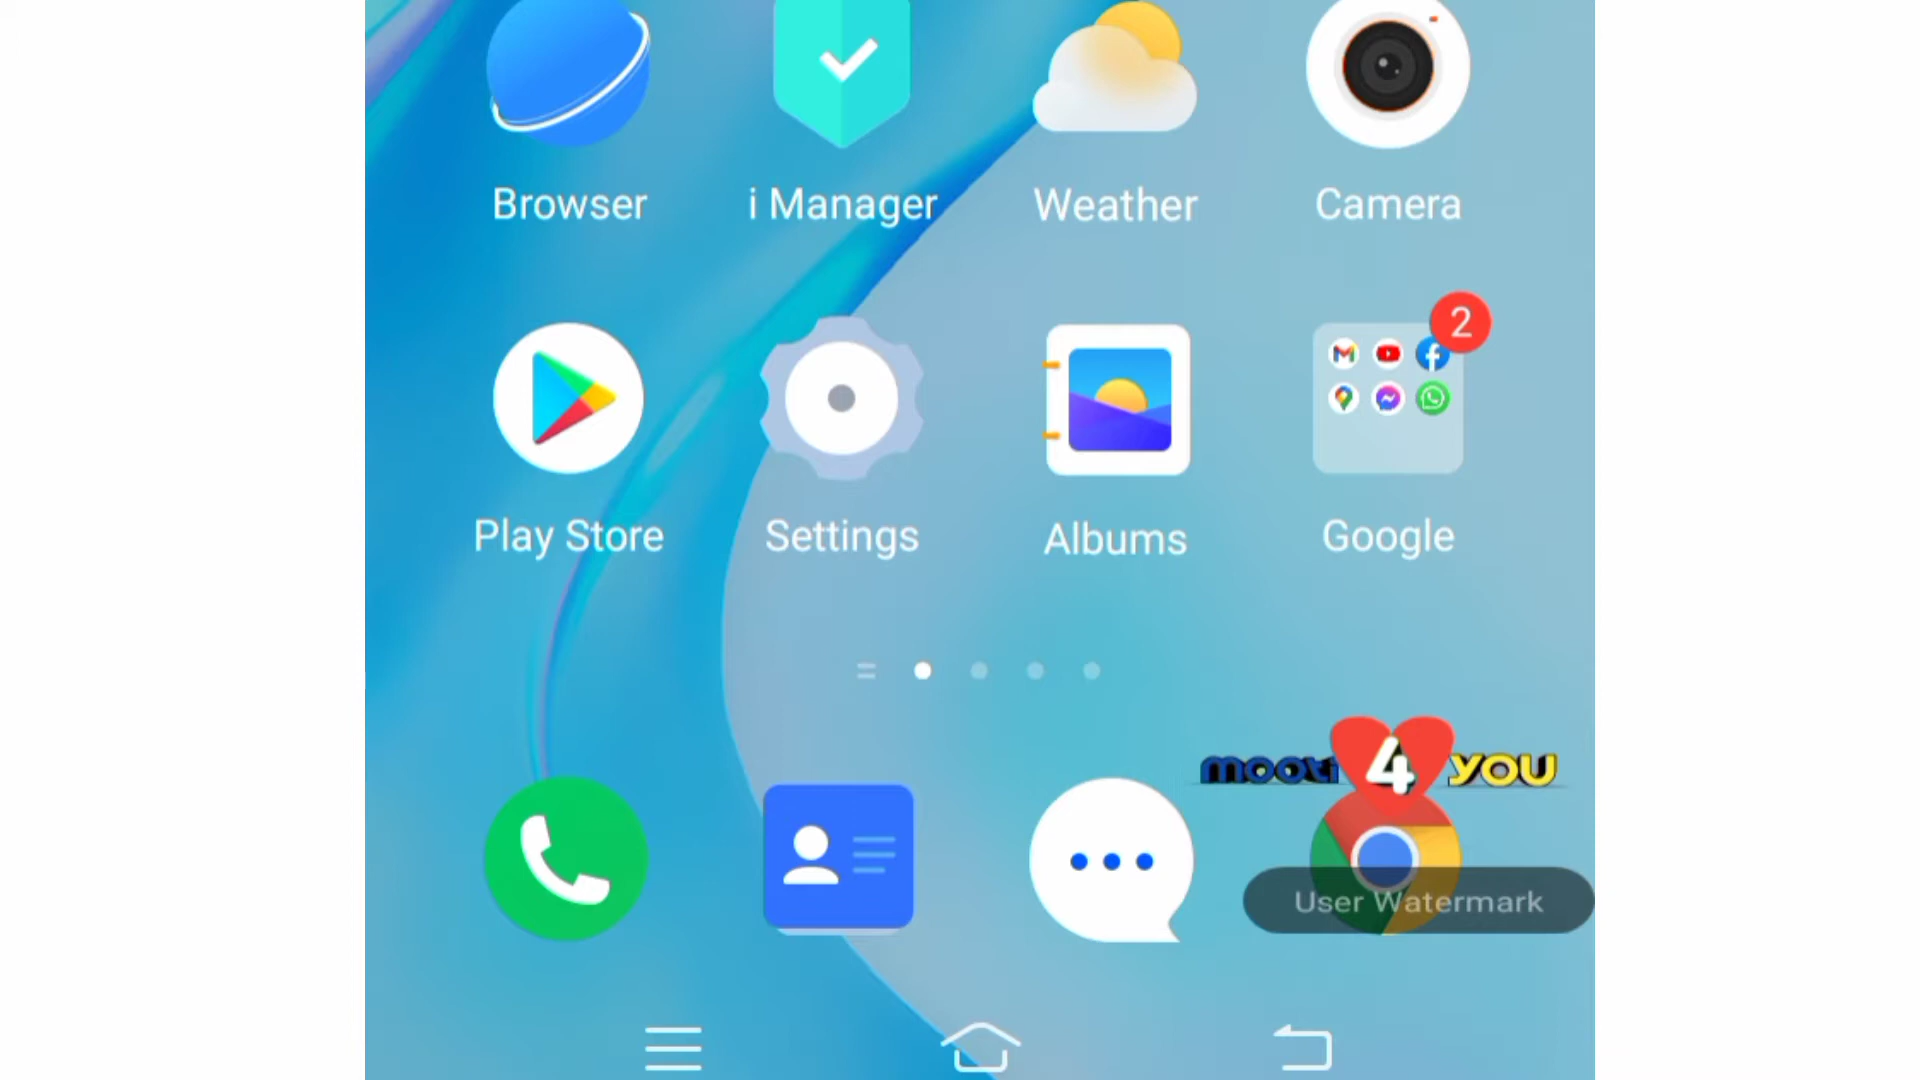 Browser
i Manager
Weather
Camera
Play Store
Settings
Albums
2
Google
mooti 4 you
User Watermark